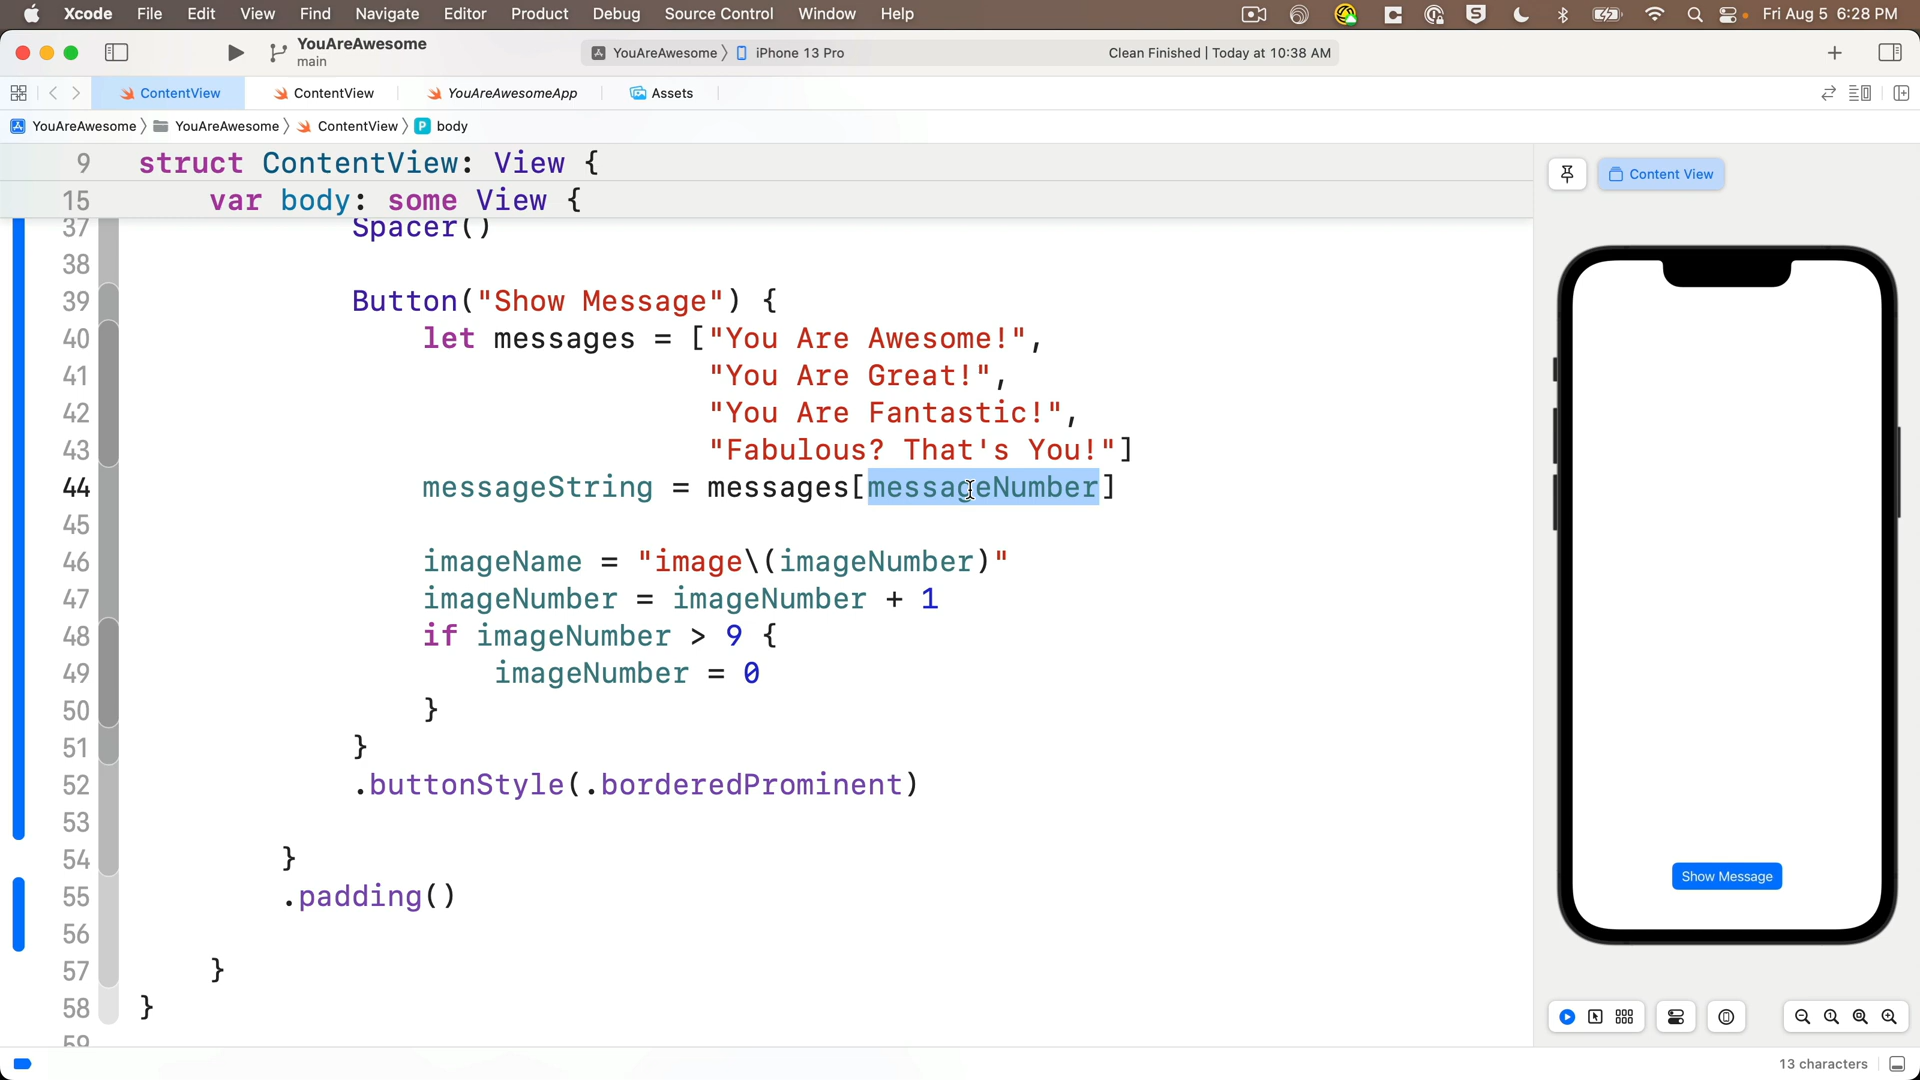 Xcode File Edit View Find Navigate Editor Product Debug Source Control Window Help Fri Aug 5 6:28 PM
YouAreAwesome
main
YouAreAwesome iPhone 13 Pro Clean Finished | Today at 10:38 AM
ContentView ContentView YouAreAwesomeApp Assets
YouAreAwesome YouAreAwesome ContentView P body
9 struct ContentView: View {
15 var body: some View {
37 Spacer()
38
39 Button("Show Message") {
40 let messages = ["You Are Awesome!",
41 "You Are Great!",
42 "You Are Fantastic!",
43 "Fabulous? That's You!"]
44 messageString = messages[messageNumber]
45
46 imageName = "image\(imageNumber)"
47 imageNumber = imageNumber + 1
48 if imageNumber > 9 {
49 imageNumber = 0
50 }
51 }
52 .buttonStyle(.borderedProminent)
53
54 }
55 .padding()
56
57 }
58 }
59
Content View
Show Message
13 characters